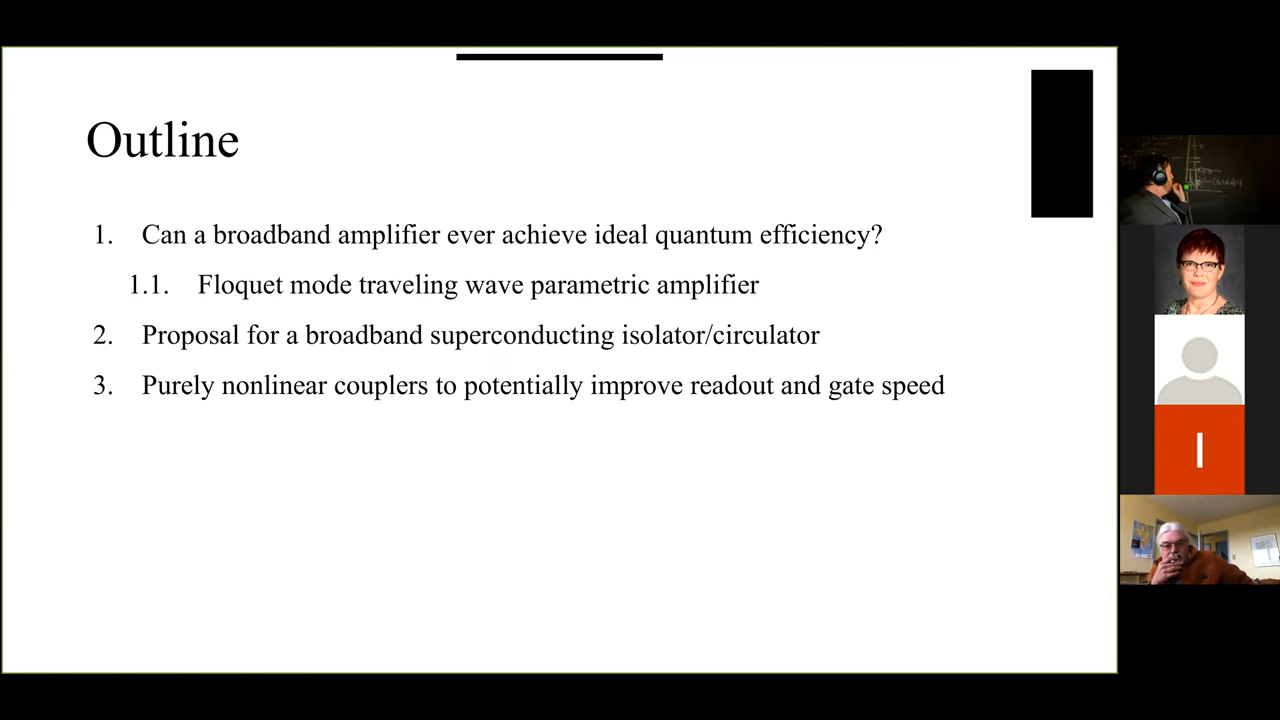 Outline
1. Can a broadband amplifier ever achieve ideal quantum efficiency?
1.1. Floquet mode traveling wave parametric amplifier
2. Proposal for a broadband superconducting isolator/circulator
3. Purely nonlinear couplers to potentially improve readout and gate speed
I